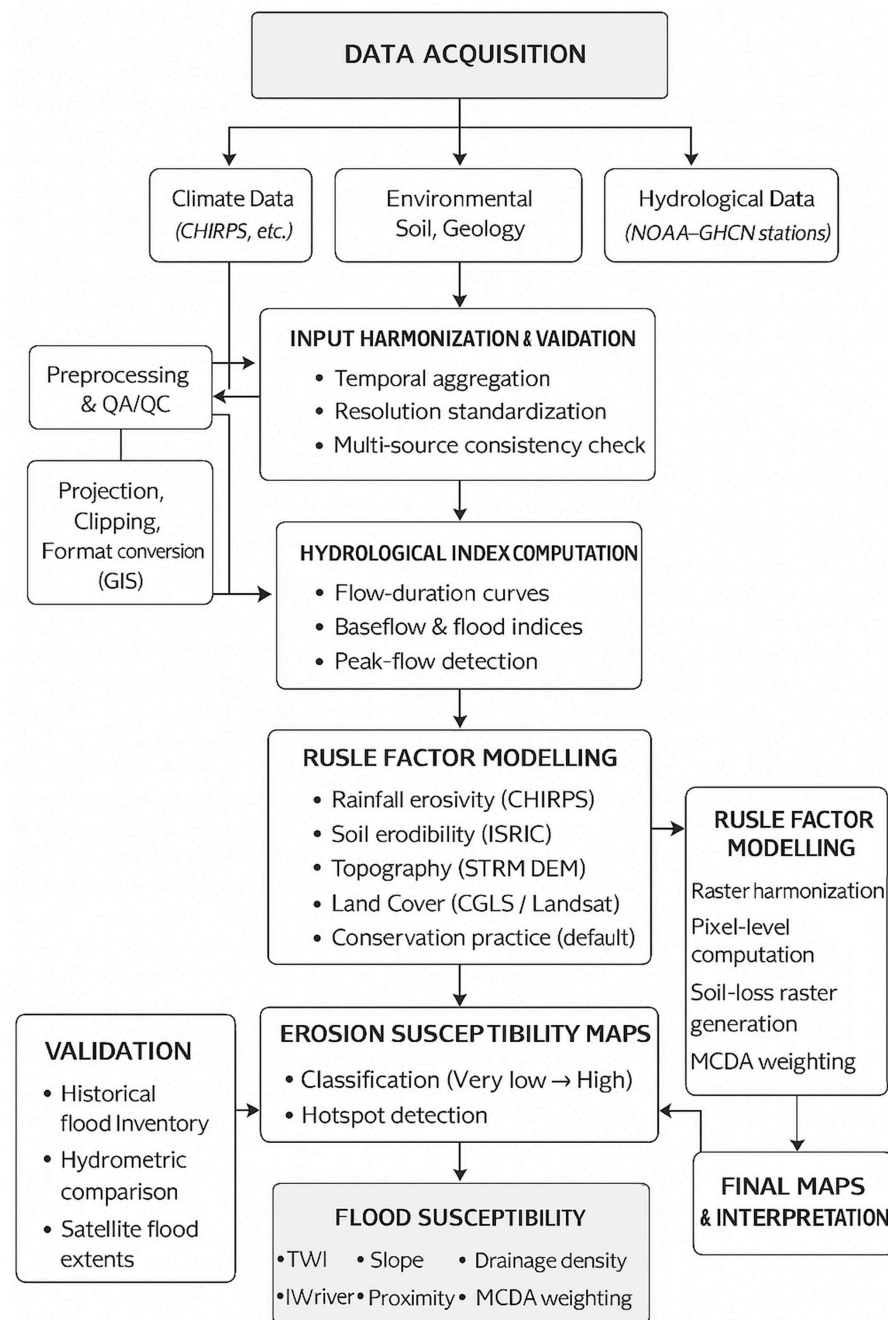 DATA ACQUISITION
Climate Data
(CHIRPS, etc.)
Environmental
Soil, Geology
Hydrological Data
(NOAA–GHCN stations)
INPUT HARMONIZATION & VAIDATION
• Temporal aggregation
• Resolution standardization
• Multi-source consistency check
Preprocessing
& QA/QC
Projection,
Clipping,
Format conversion
(GIS)
HYDROLOGICAL INDEX COMPUTATION
• Flow-duration curves
• Baseflow & flood indices
• Peak-flow detection
RUSLE FACTOR MODELLING
• Rainfall erosivity (CHIRPS)
• Soil erodibility (ISRIC)
• Topography (STRM DEM)
• Land Cover (CGLS / Landsat)
• Conservation practice (default)
RUSLE FACTOR
MODELLING
Raster harmonization
Pixel-level
computation
Soil-loss raster
generation
MCDA weighting
VALIDATION
• Historical
flood Inventory
• Hydrometric
comparison
• Satellite flood
extents
EROSION SUSCEPTIBILITY MAPS
• Classification (Very low → High)
• Hotspot detection
FINAL MAPS
& INTERPRETATION
FLOOD SUSCEPTIBILITY
• TWI • Slope • Drainage density
• IWriver • Proximity • MCDA weighting